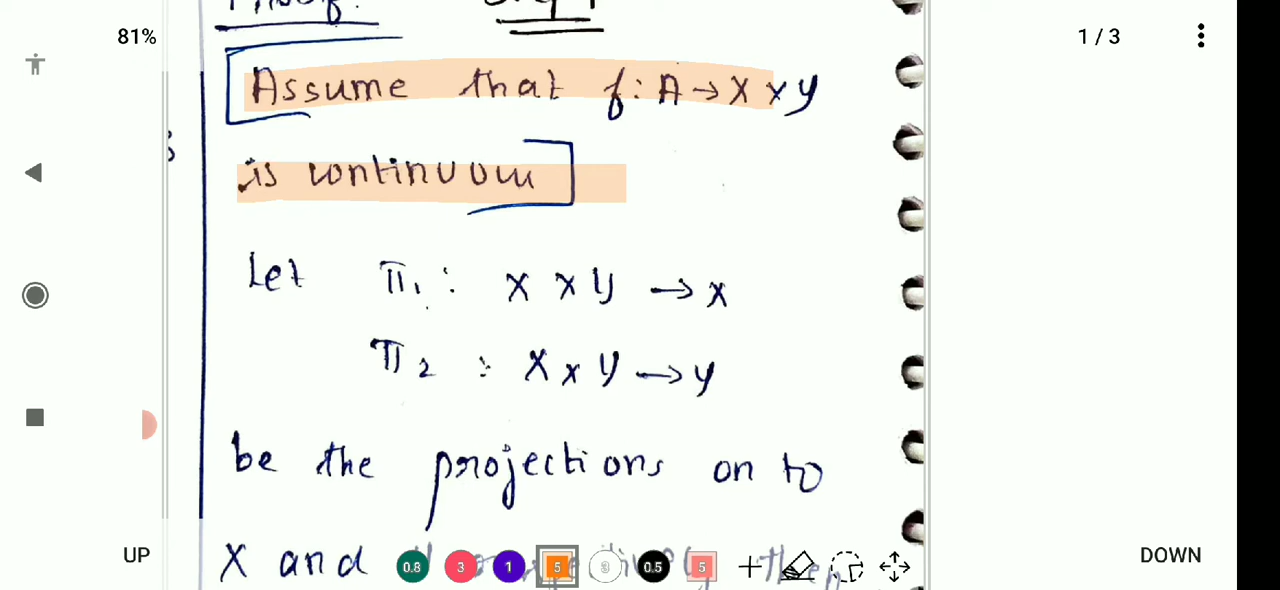 81%
1 / 3
Assume that f: A → X × Y
is continuous
Let π₁ : X × Y → X
π₂ : X × Y → Y
be the projections on to
X and
UP
0.8 3 1 5 3 0.5 5
DOWN